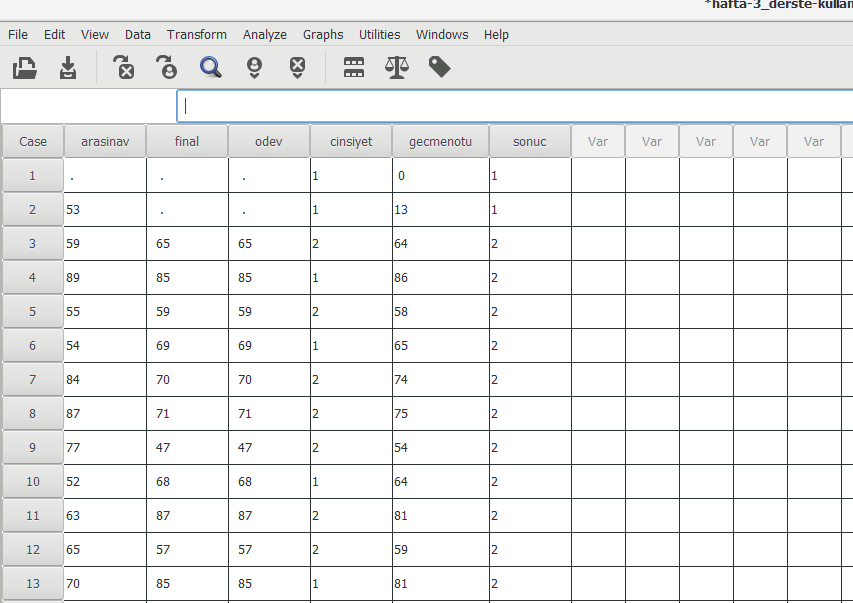 *hafta-3_derste-kullan
File Edit View Data Transform Analyze Graphs Utilities Windows Help
Case arasinav final odev cinsiyet gecmenotu sonuc Var Var Var Var Var
1 . . . 1 0 1
2 53 . . 1 13 1
3 59 65 65 2 64 2
4 89 85 85 1 86 2
5 55 59 59 2 58 2
6 54 69 69 1 65 2
7 84 70 70 2 74 2
8 87 71 71 2 75 2
9 77 47 47 2 54 2
10 52 68 68 1 64 2
11 63 87 87 2 81 2
12 65 57 57 2 59 2
13 70 85 85 1 81 2